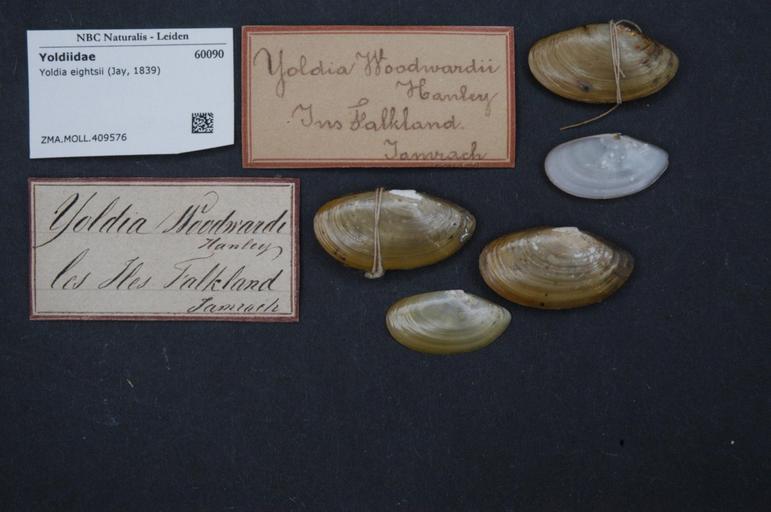 NBC Naturalis - Leiden
Yoldiidae 60090
Yoldia eightsii (Jay, 1839)
ZMA.MOLL.409576
Yoldia Woodwardii
Hanley
Ins Falkland.
Jamrach
Yoldia Woodwardi
Hanley
les Iles Falkland
Jamrach